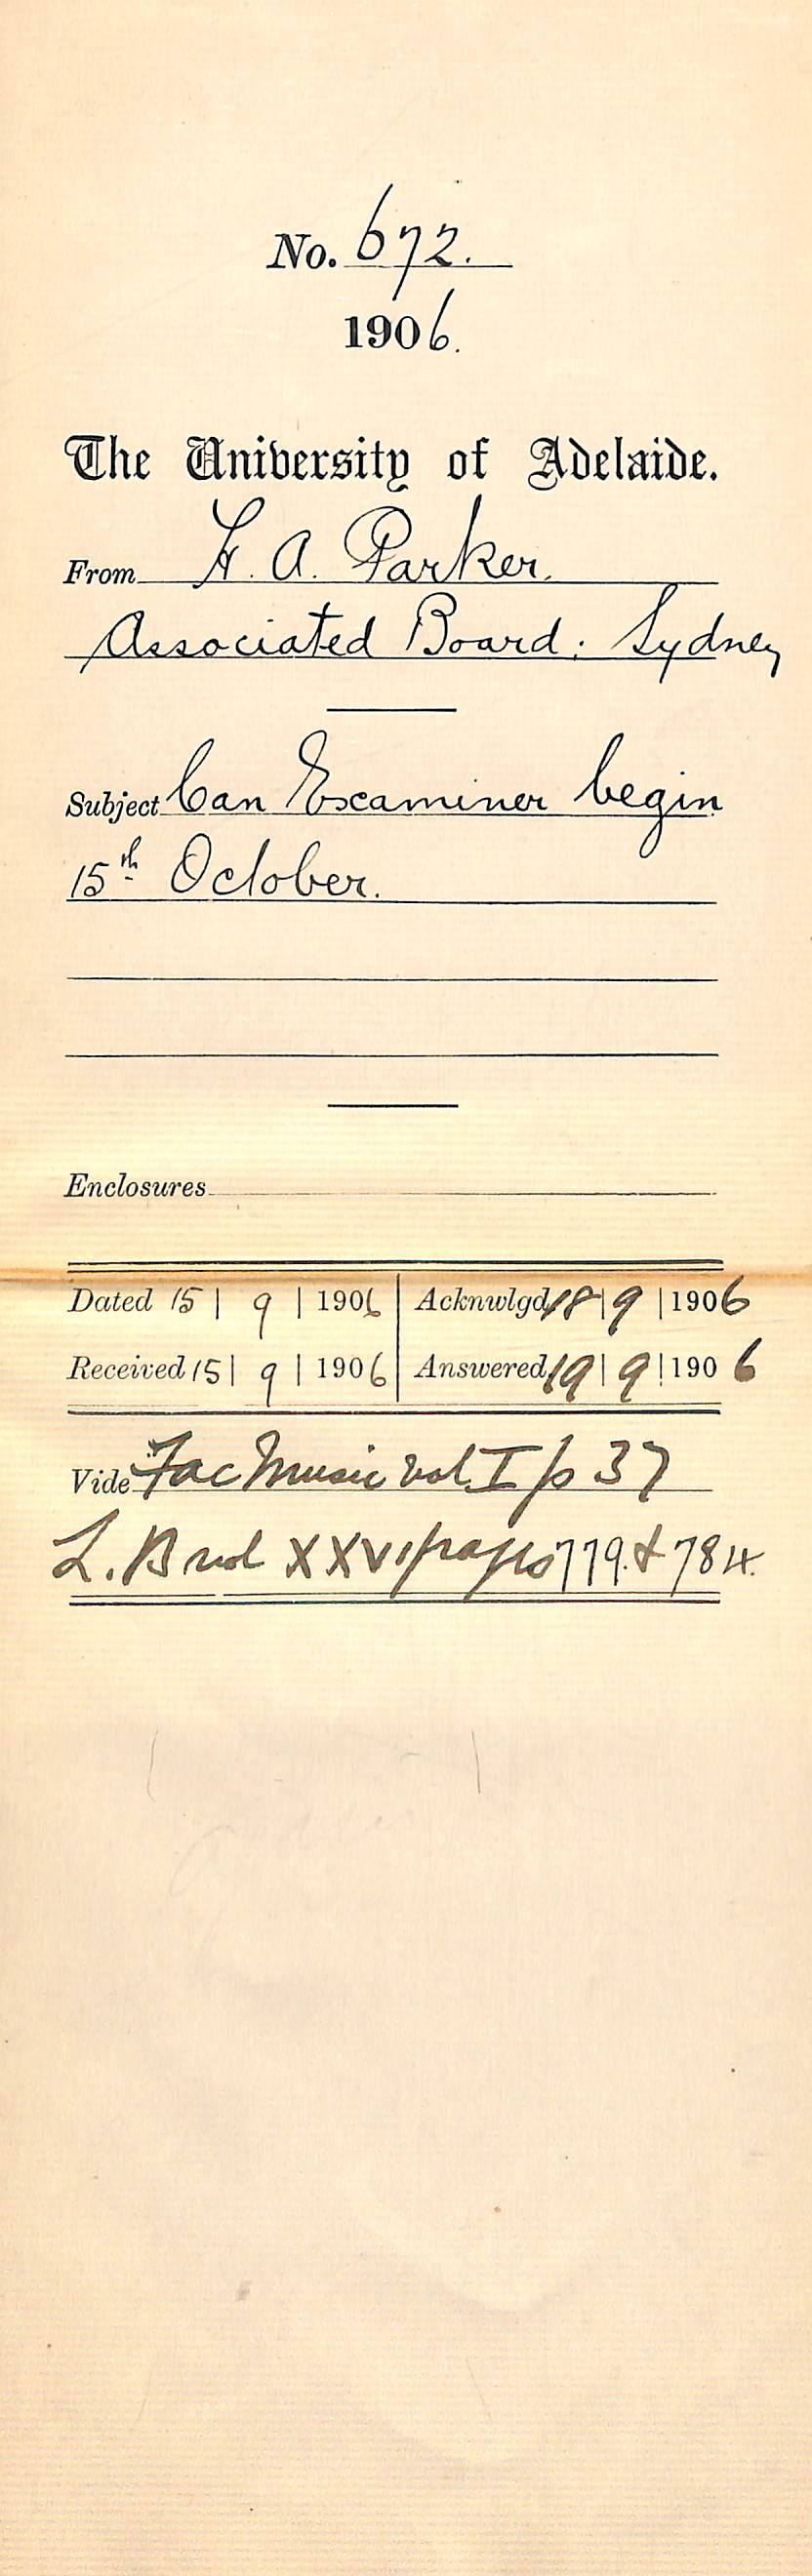 No. 672.
1906.
The University of Adelaide.
From H. A. Parker.
Associated Board: Sydney
Subject Can Examiner begin
15th October.
Enclosures
Dated 15 | 9 | 1906 Acknwlgd. 18 | 9 | 1906
Received 15 | 9 | 1906 Answered 19 | 9 | 1906
Vide Fac Music vol. I p 37
L. B vol XXVI pages 779. & 784.